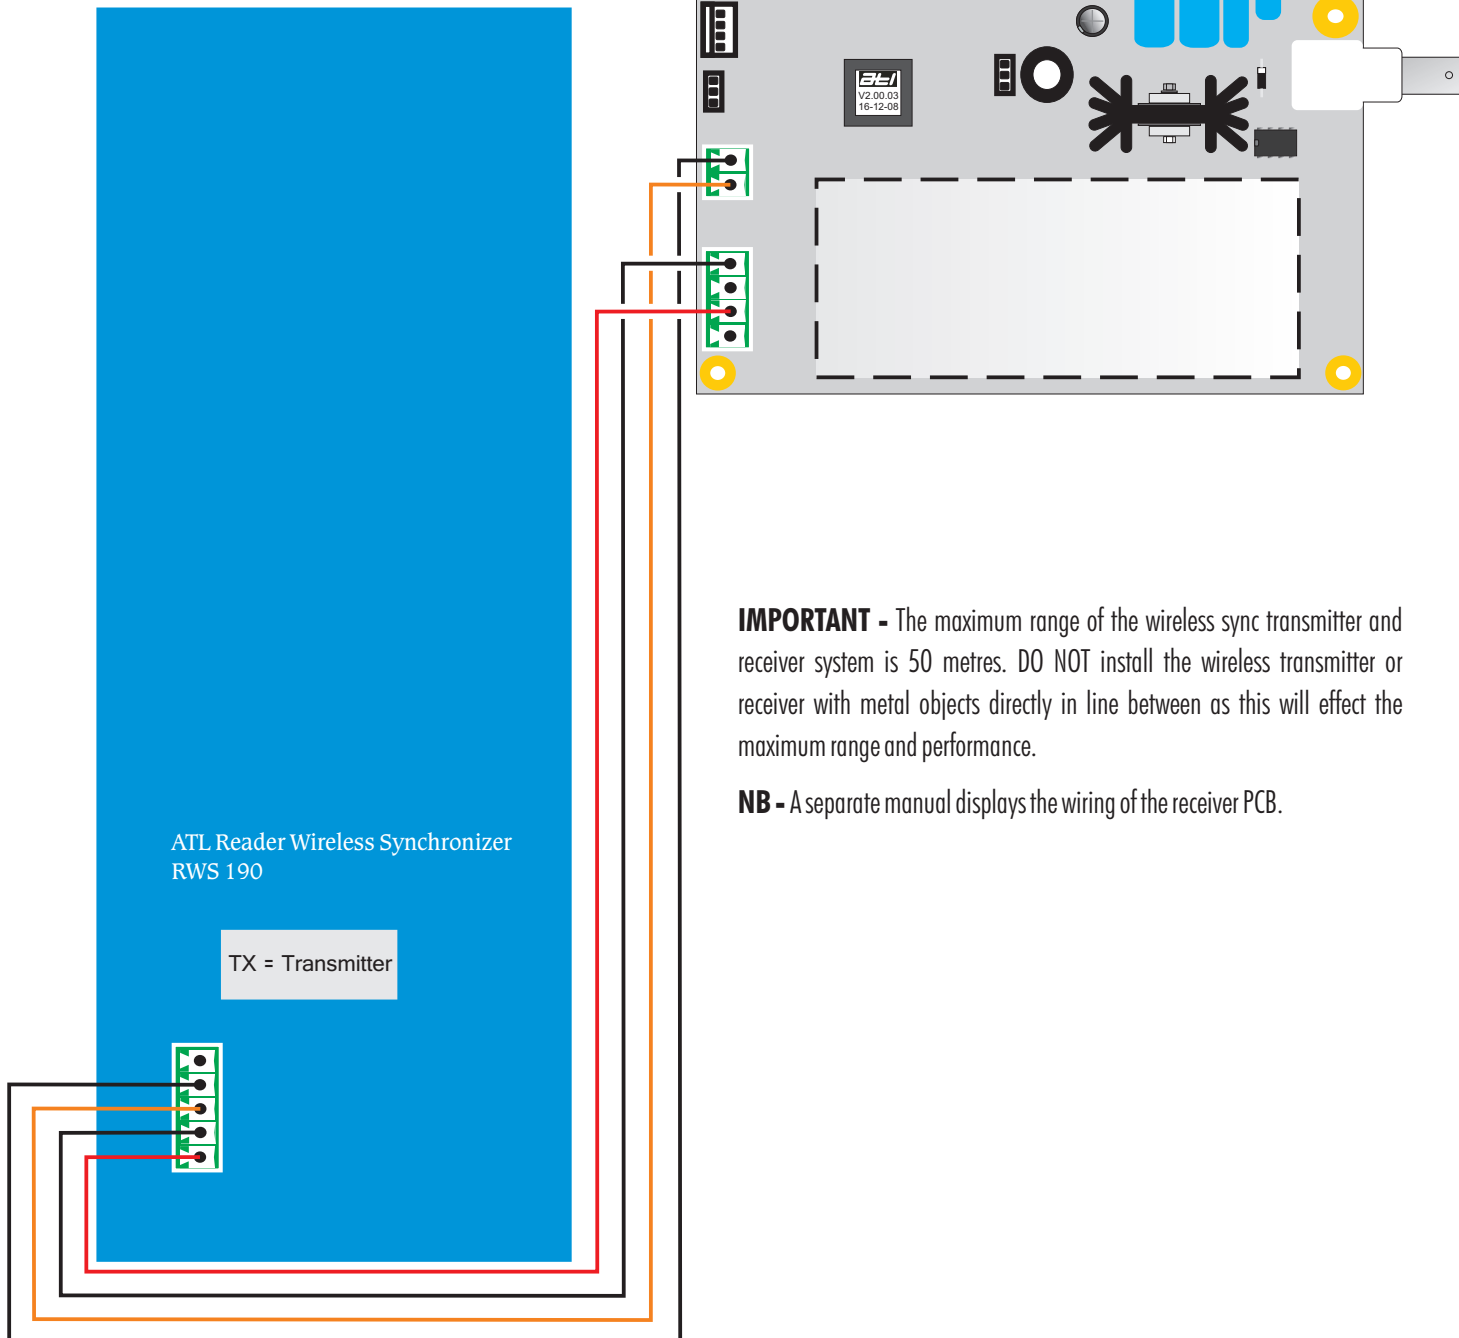 atl
V2.00.03
16-12-08
IMPORTANT - The maximum range of the wireless sync transmitter and
receiver system is 50 metres. DO NOT install the wireless transmitter or
receiver with metal objects directly in line between as this will effect the
maximum range and performance.
NB - A separate manual displays the wiring of the receiver PCB.
ATL Reader Wireless Synchronizer
RWS 190
TX = Transmitter